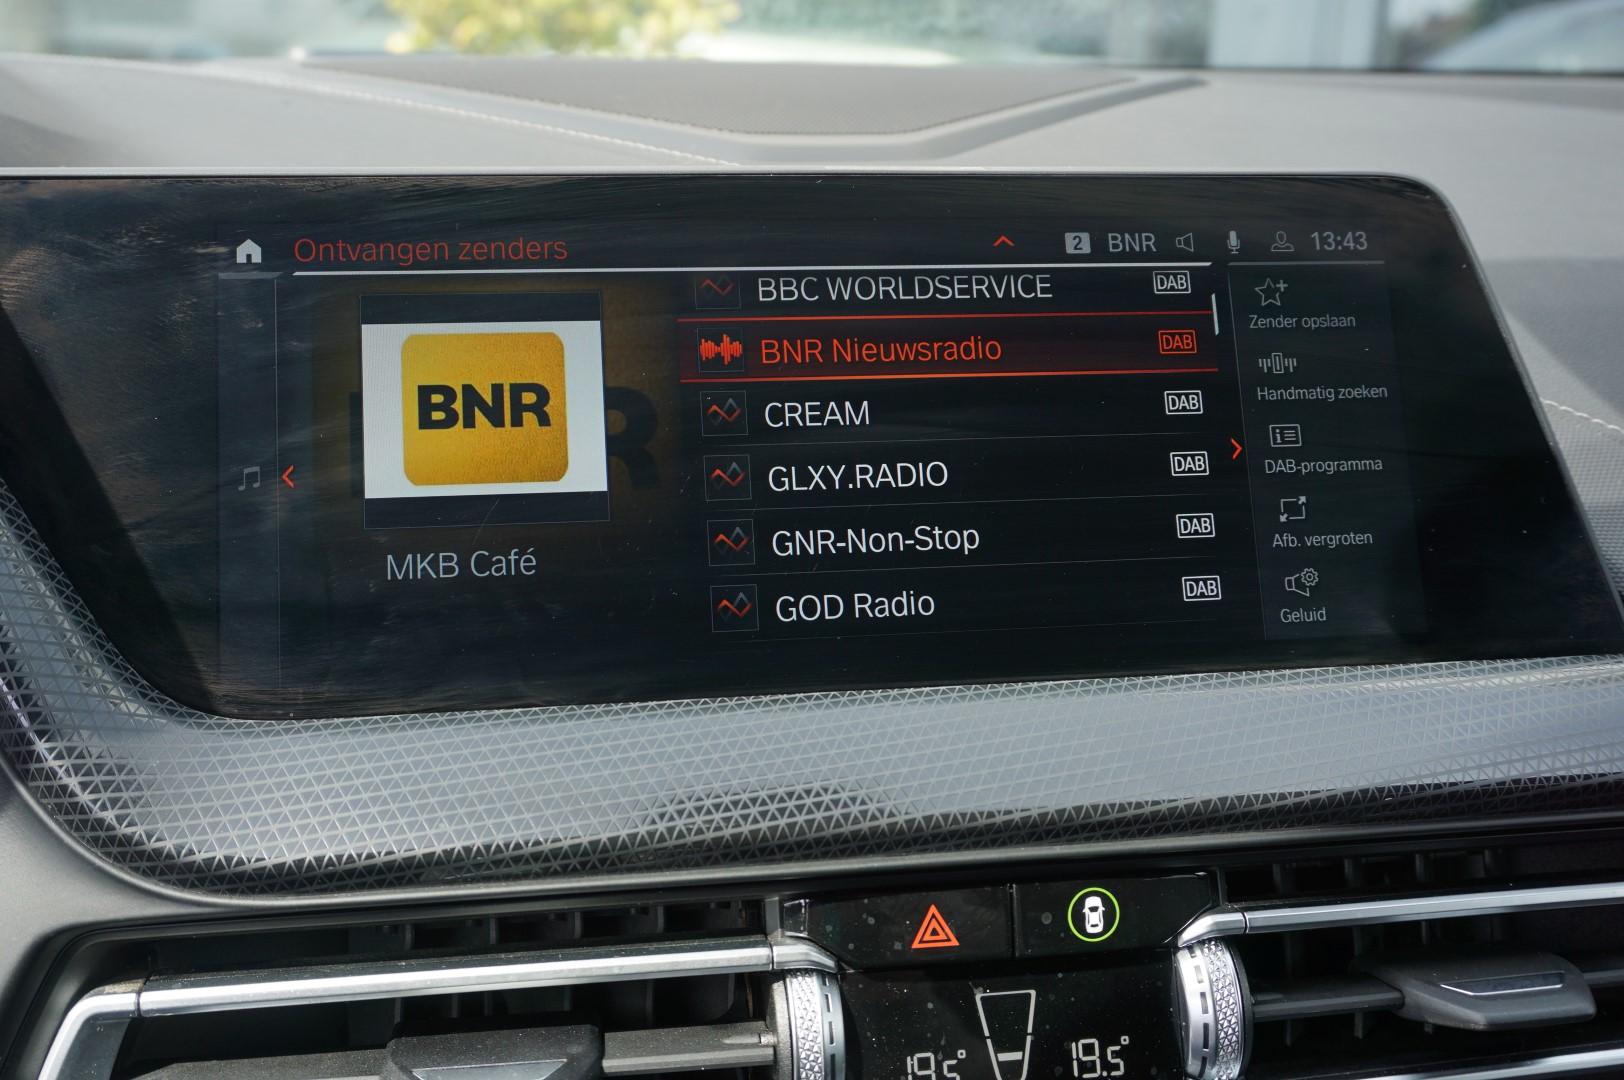 Ontvangen zenders
2 BNR 13:43
BBC WORLDSERVICE DAB
BNR Nieuwsradio DAB
CREAM DAB
GLXY.RADIO DAB
GNR-Non-Stop DAB
GOD Radio DAB
BNR
MKB Café
Zender opslaan
Handmatig zoeken
DAB-programma
Afb. vergroten
Geluid
19.5° 19.5°